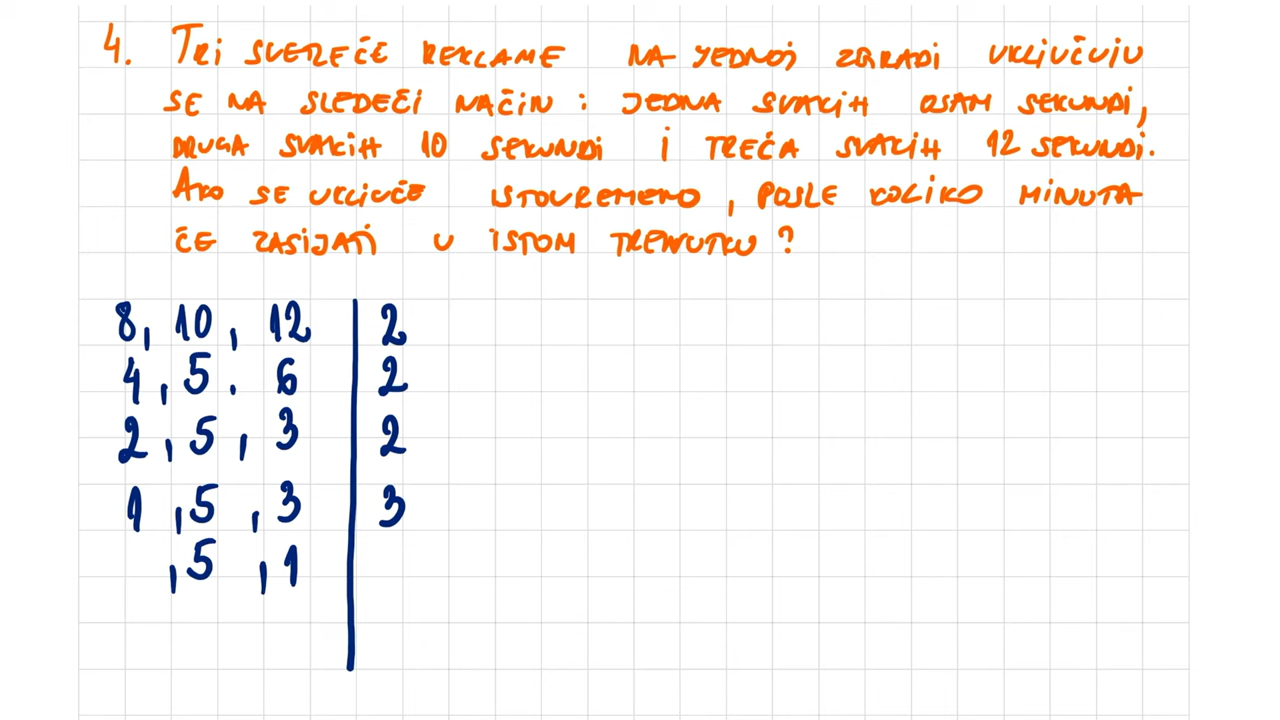 4. TRI SVETLEĆE REKLAME NA JEDNOJ ZGRADI UKLJUČUJU
SE NA SLEDEĆI NAČIN: JEDNA SVAKIH OSAM SEKUNDI,
DRUGA SVAKIH 10 SEKUNDI I TREĆA SVAKIH 12 SEKUNDI.
AKO SE UKLJUČE ISTOVREMENO, POSLE KOLIKO MINUTA
ĆE ZASIJATI U ISTOM TRENUTKU?
8, 10, 12 | 2
4, 5. 6 | 2
2, 5, 3 | 2
1, 5, 3 | 3
, 5, 1 |